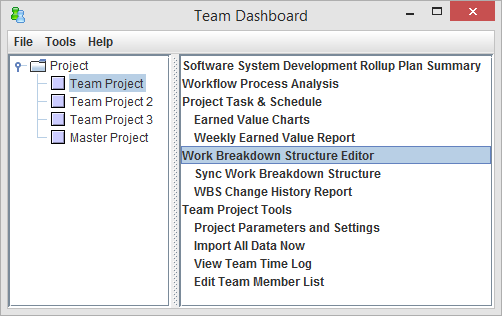 Team Dashboard
File Tools Help
Project
Team Project
Team Project 2
Team Project 3
Master Project
Software System Development Rollup Plan Summary
Workflow Process Analysis
Project Task & Schedule
Earned Value Charts
Weekly Earned Value Report
Work Breakdown Structure Editor
Sync Work Breakdown Structure
WBS Change History Report
Team Project Tools
Project Parameters and Settings
Import All Data Now
View Team Time Log
Edit Team Member List